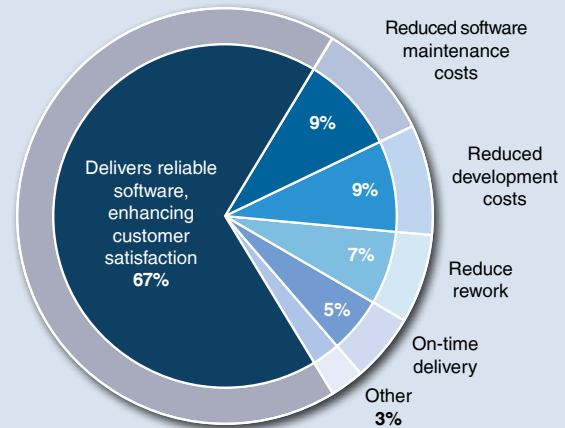 Reduced software
maintenance
costs
9%
Delivers reliable
software,
enhancing
customer
satisfaction
67%
9%
Reduced
development
costs
7%
Reduce
rework
5%
On-time
delivery
Other
3%